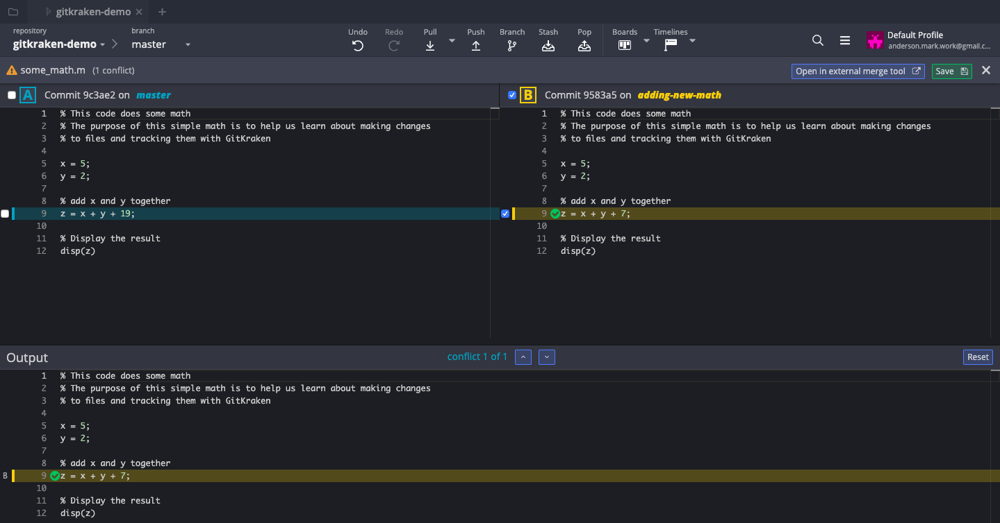 gitkraken-demo
repository
gitkraken-demo
branch
master
Undo
Redo
Pull
Push
Branch
Stash
Pop
Boards
Timelines
Default Profile
anderson.mark.work@gmail.c...
some_math.m (1 conflict)
Open in external merge tool
Save
A Commit 9c3ae2 on master
1 % This code does some math
2 % The purpose of this simple math is to help us learn about making changes
3 % to files and tracking them with GitKraken
4
5 x = 5;
6 y = 2;
7
8 % add x and y together
9 z = x + y + 19;
10
11 % Display the result
12 disp(z)
B Commit 9583a5 on adding-new-math
1 % This code does some math
2 % The purpose of this simple math is to help us learn about making changes
3 % to files and tracking them with GitKraken
4
5 x = 5;
6 y = 2;
7
8 % add x and y together
9 z = x + y + 7;
10
11 % Display the result
12 disp(z)
Output
conflict 1 of 1
Reset
1 % This code does some math
2 % The purpose of this simple math is to help us learn about making changes
3 % to files and tracking them with GitKraken
4
5 x = 5;
6 y = 2;
7
8 % add x and y together
B 9 z = x + y + 7;
10
11 % Display the result
12 disp(z)